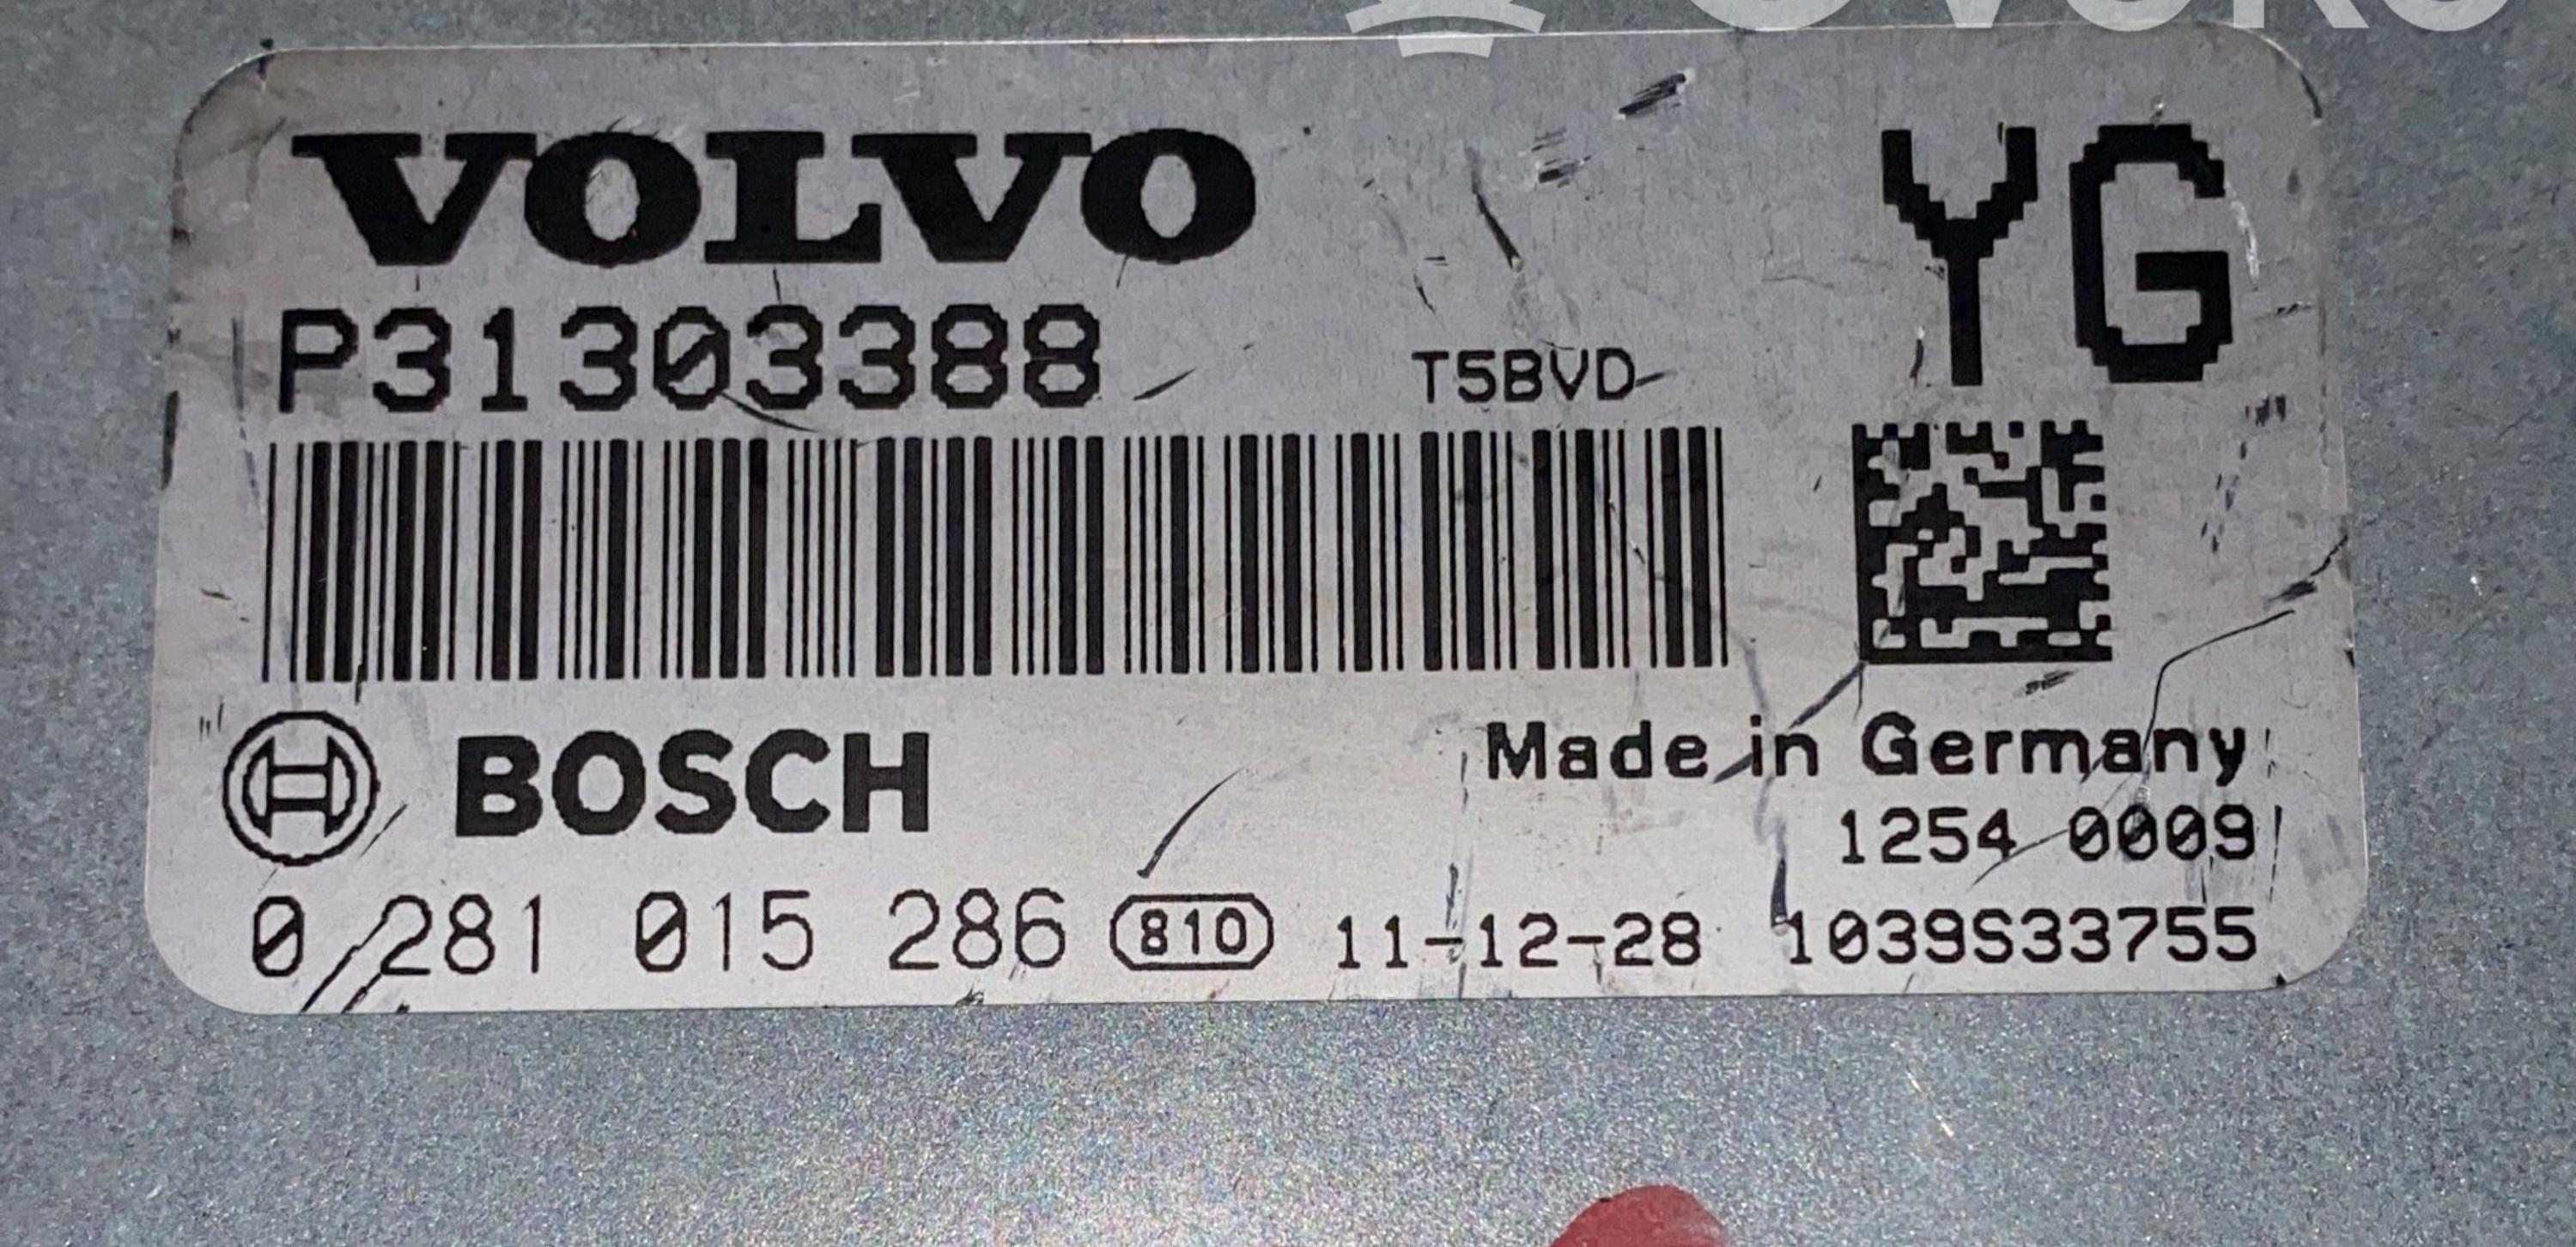 VOLVO
YG
P31303388
T5BVD
BOSCH
Made in Germany
1254 0009
0 281 015 286 810 11-12-28 1039S33755